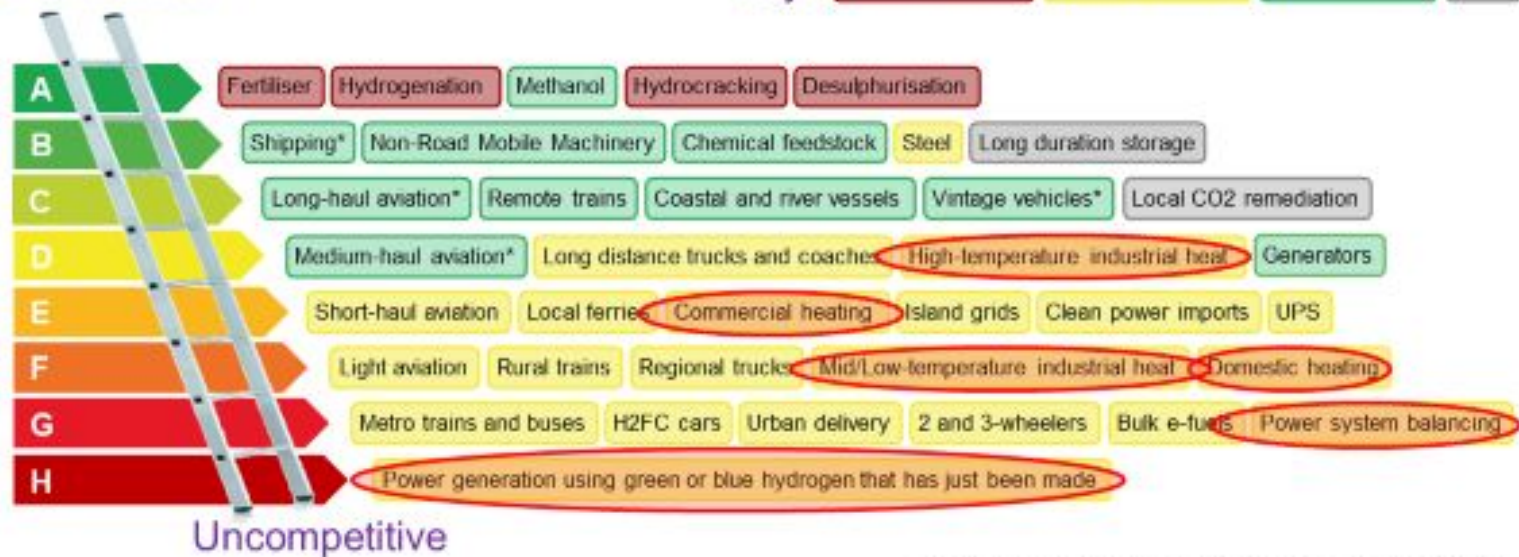 A Fertiliser Hydrogenation Methanol Hydrocracking Desulphurisation
B Shipping* Non-Road Mobile Machinery Chemical feedstock Steel Long duration storage
C Long-haul aviation* Remote trains Coastal and river vessels Vintage vehicles* Local CO2 remediation
D Medium-haul aviation* Long distance trucks and coaches High-temperature industrial heat Generators
E Short-haul aviation Local ferries Commercial heating Island grids Clean power imports UPS
F Light aviation Rural trains Regional trucks Mid/Low-temperature industrial heat Domestic heating
G Metro trains and buses H2FC cars Urban delivery 2 and 3-wheelers Bulk e-fuels Power system balancing
H Power generation using green or blue hydrogen that has just been made
Uncompetitive